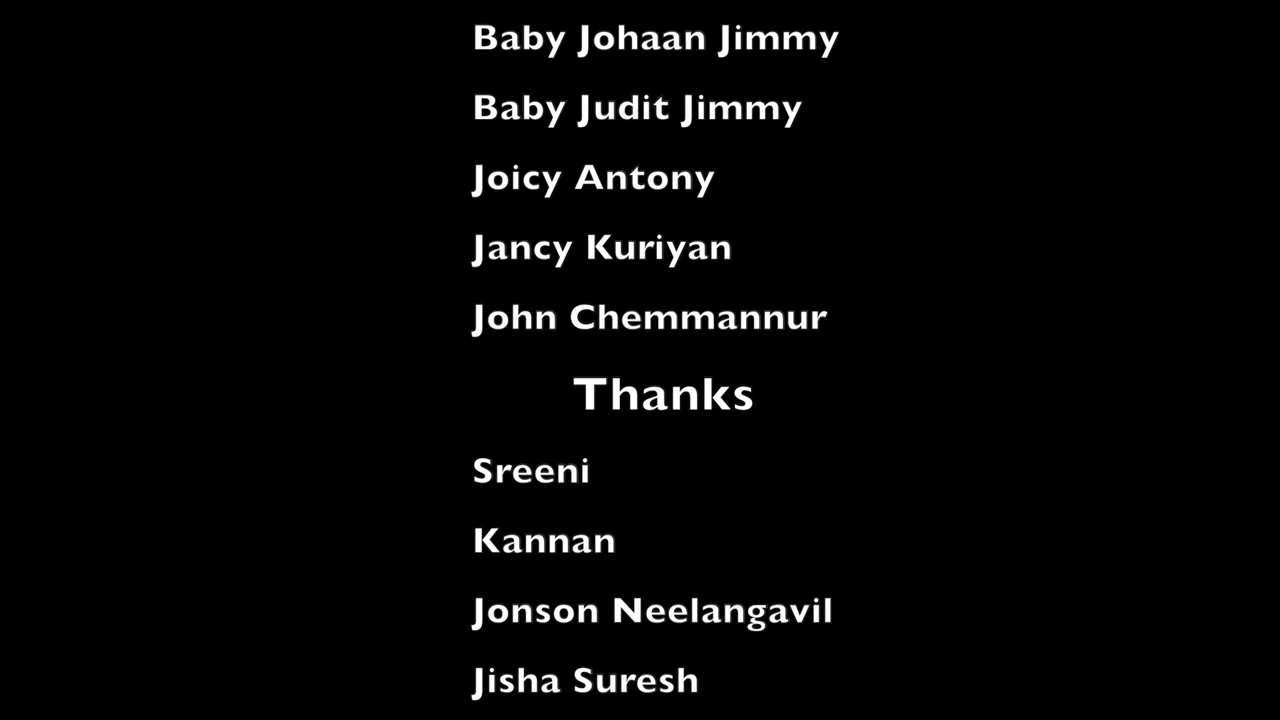 Baby Johaan Jimmy
Baby Judit Jimmy
Joicy Antony
Jancy Kuriyan
John Chemmannur
Thanks
Sreeni
Kannan
Jonson Neelangavil
Jisha Suresh